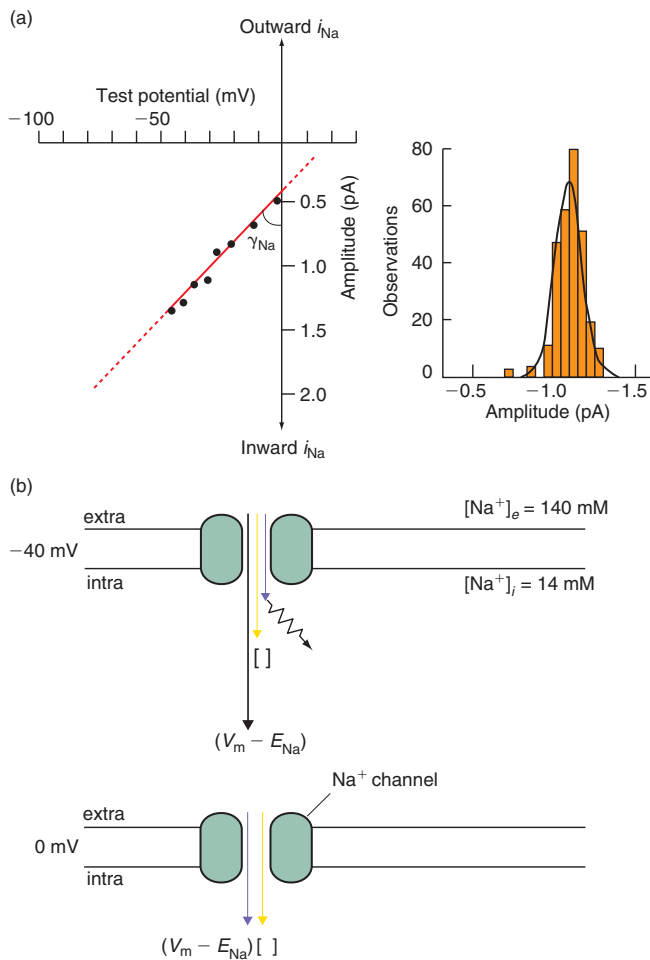 (a)
Outward iNa
Test potential (mV)
−100
−50
0.5
1.0
1.5
2.0
Amplitude (pA)
γNa
Inward iNa
80
60
40
20
0
Observations
−0.5
−1.0
−1.5
Amplitude (pA)
(b)
extra
[Na+]e = 140 mM
−40 mV
intra
[Na+]i = 14 mM
[ ]
(Vm − ENa)
Na+ channel
extra
0 mV
intra
(Vm − ENa) [ ]